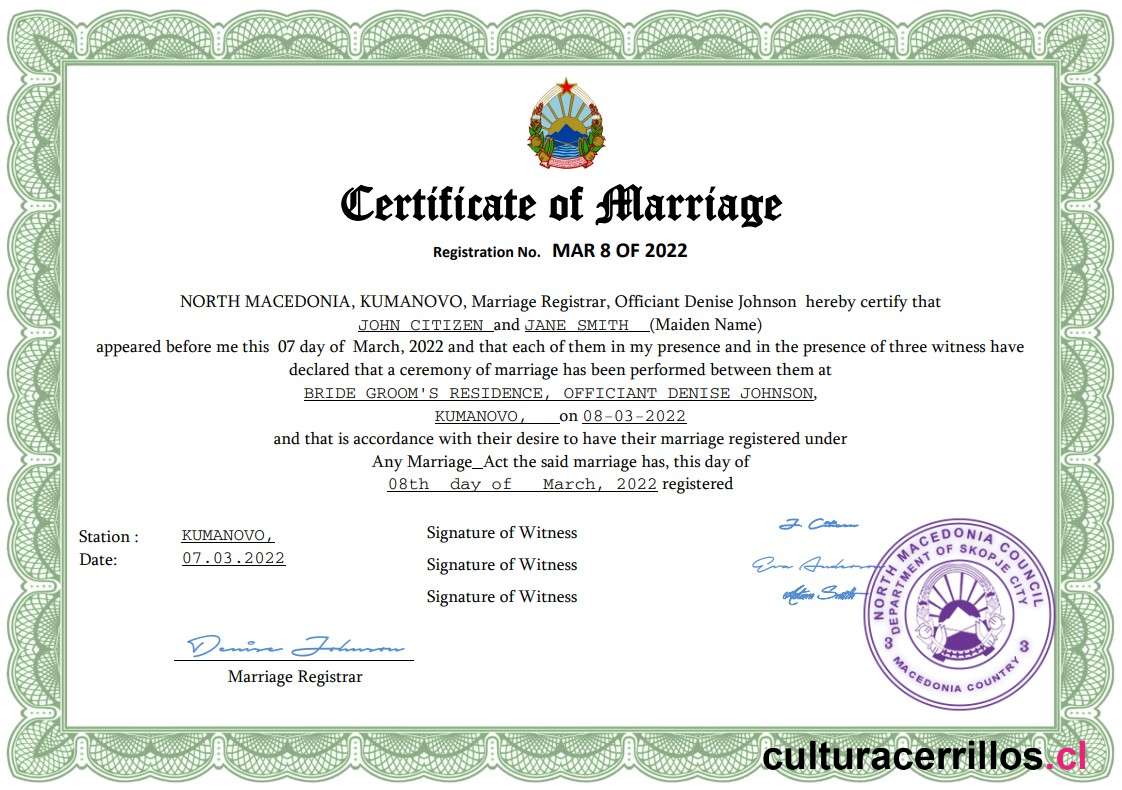 Certificate of Marriage
Registration No. MAR 8 OF 2022
NORTH MACEDONIA, KUMANOVO, Marriage Registrar, Officiant Denise Johnson hereby certify that
JOHN CITIZEN and JANE SMITH (Maiden Name)
appeared before me this 07 day of March, 2022 and that each of them in my presence and in the presence of three witness have
declared that a ceremony of marriage has been performed between them at
BRIDE GROOM'S RESIDENCE, OFFICIANT DENISE JOHNSON,
KUMANOVO, on 08-03-2022
and that is accordance with their desire to have their marriage registered under
Any Marriage_Act the said marriage has, this day of
08th day of March, 2022 registered
Station : KUMANOVO,
Date: 07.03.2022
Signature of Witness J. Citizen
Signature of Witness Eva Anderson
Signature of Witness Adam Smith
Denise Johnson
Marriage Registrar
NORTH MACEDONIA COUNCIL
DEPARTMENT OF SKOPJE CITY
3 3
MACEDONIA COUNTRY
culturacerrillos.cl